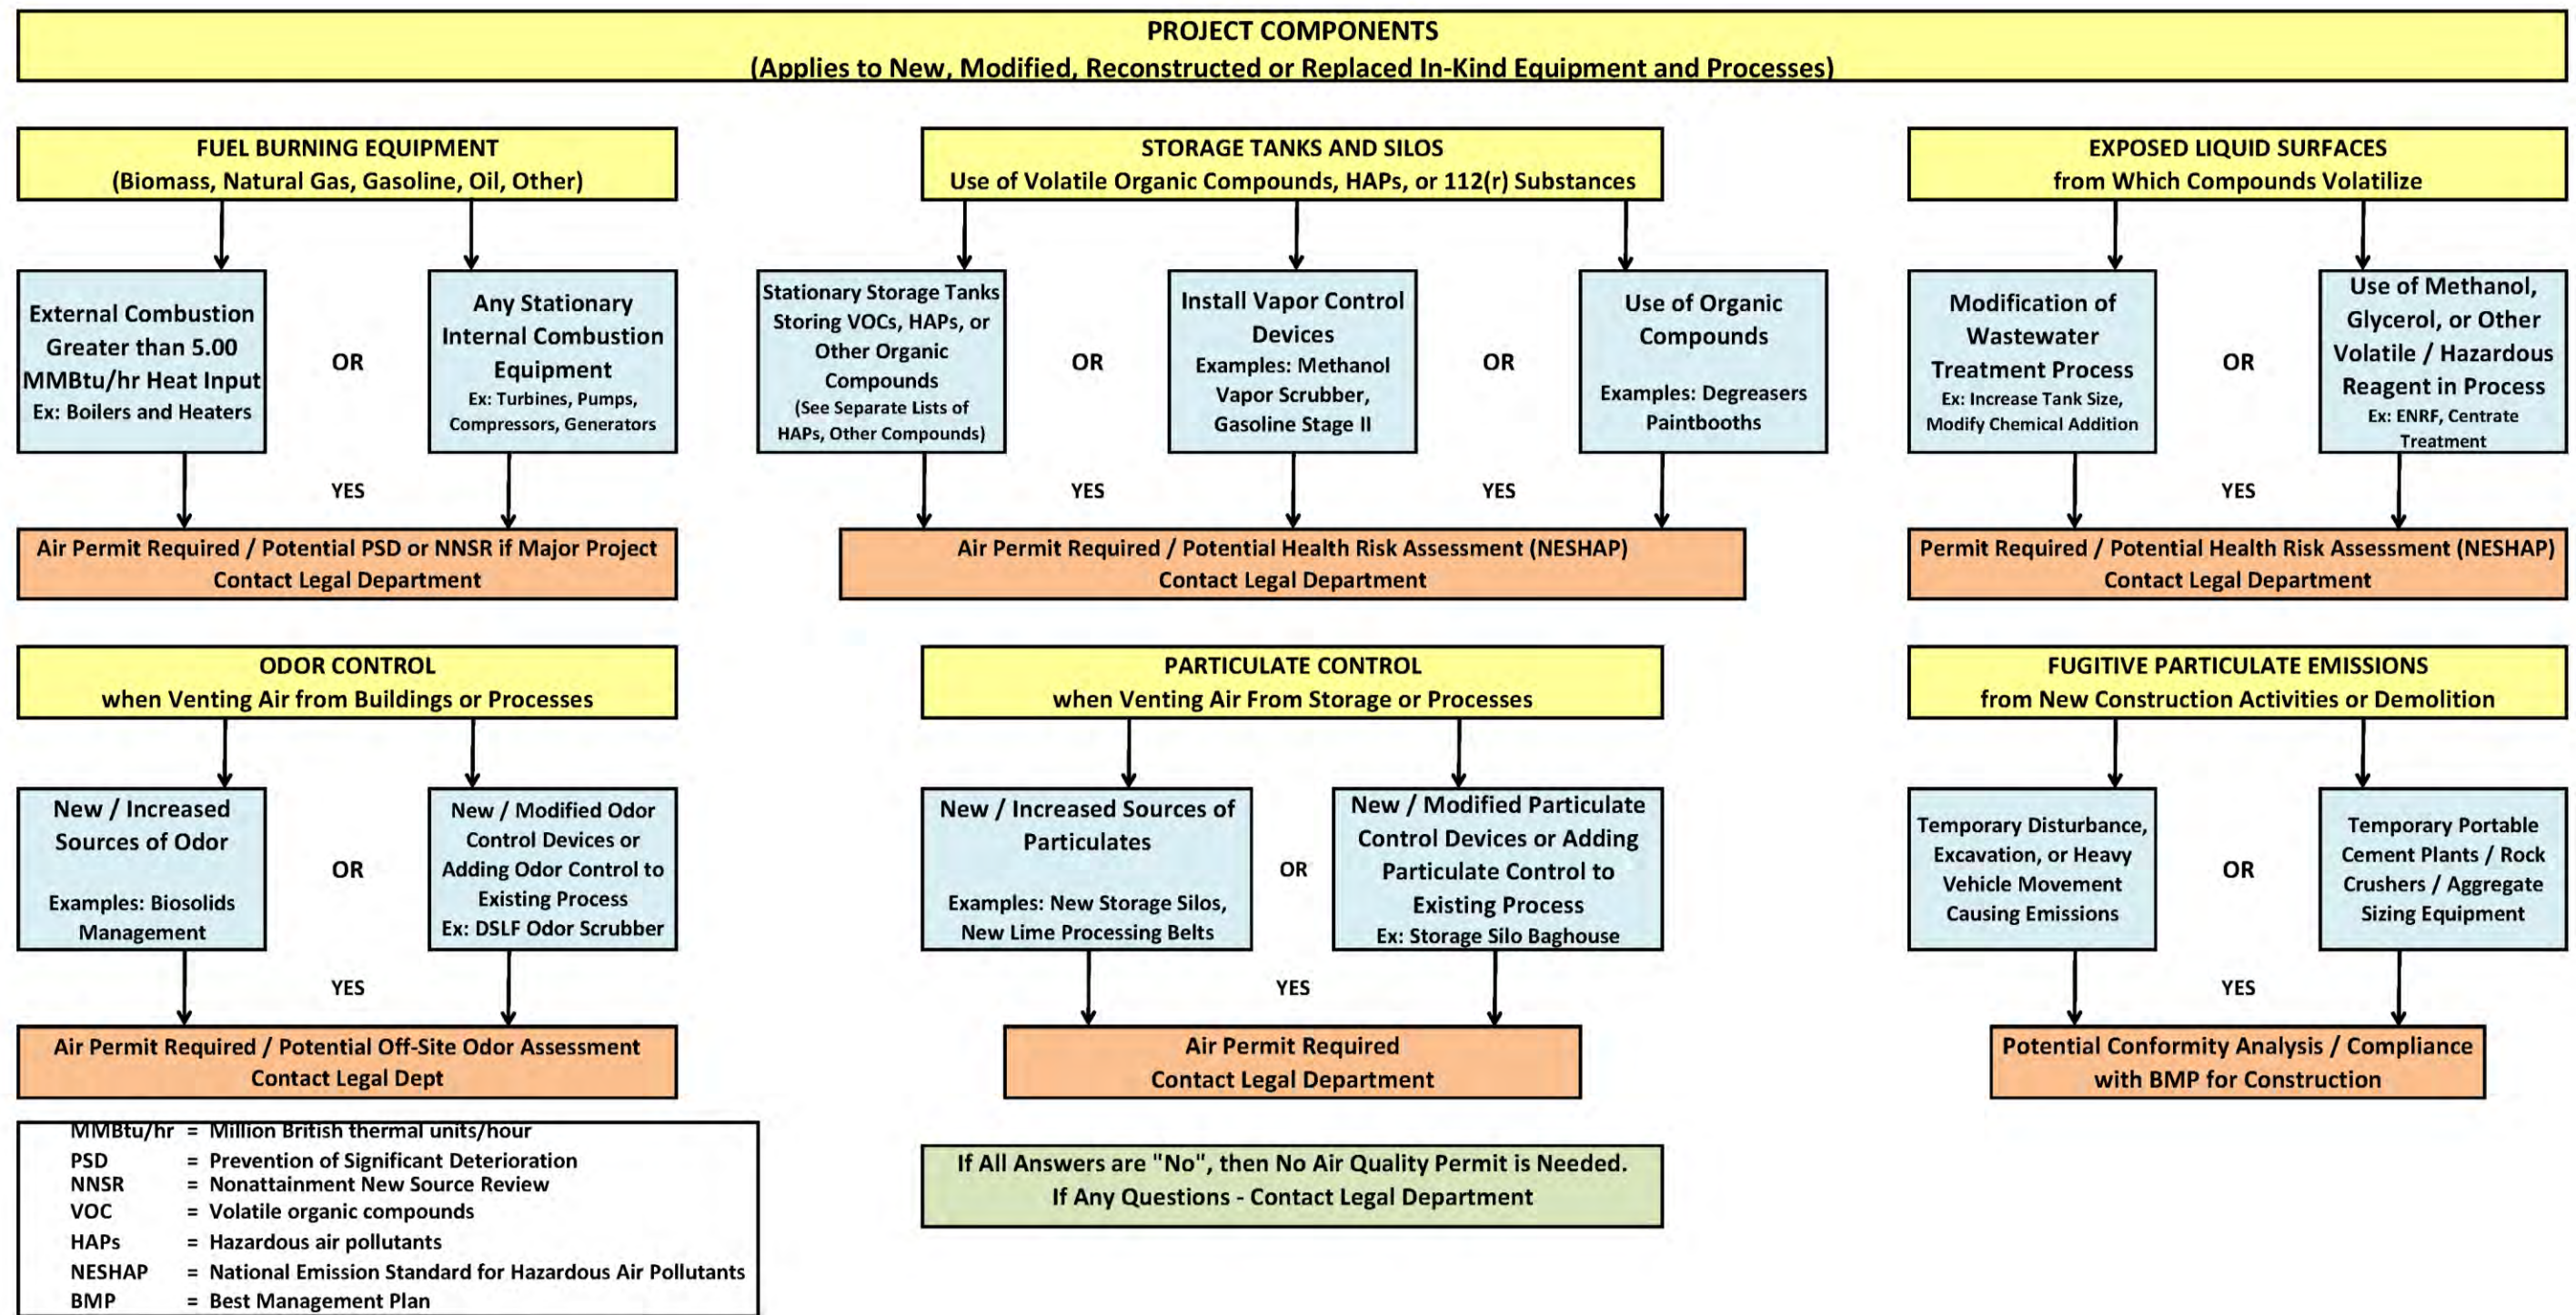 PROJECT COMPONENTS
(Applies to New, Modified, Reconstructed or Replaced In-Kind Equipment and Processes)
FUEL BURNING EQUIPMENT
(Biomass, Natural Gas, Gasoline, Oil, Other)
External Combustion
Greater than 5.00
MMBtu/hr Heat Input
Ex: Boilers and Heaters
OR
Any Stationary
Internal Combustion
Equipment
Ex: Turbines, Pumps,
Compressors, Generators
YES
Air Permit Required / Potential PSD or NNSR if Major Project
Contact Legal Department
STORAGE TANKS AND SILOS
Use of Volatile Organic Compounds, HAPs, or 112(r) Substances
Stationary Storage Tanks
Storing VOCs, HAPs, or
Other Organic
Compounds
(See Separate Lists of
HAPs, Other Compounds)
OR
Install Vapor Control
Devices
Examples: Methanol
Vapor Scrubber,
Gasoline Stage II
OR
Use of Organic
Compounds
Examples: Degreasers
Paintbooths
YES
YES
Air Permit Required / Potential Health Risk Assessment (NESHAP)
Contact Legal Department
EXPOSED LIQUID SURFACES
from Which Compounds Volatilize
Modification of
Wastewater
Treatment Process
Ex: Increase Tank Size,
Modify Chemical Addition
OR
Use of Methanol,
Glycerol, or Other
Volatile / Hazardous
Reagent in Process
Ex: ENRF, Centrate
Treatment
YES
Permit Required / Potential Health Risk Assessment (NESHAP)
Contact Legal Department
ODOR CONTROL
when Venting Air from Buildings or Processes
New / Increased
Sources of Odor
Examples: Biosolids
Management
OR
New / Modified Odor
Control Devices or
Adding Odor Control to
Existing Process
Ex: DSLF Odor Scrubber
YES
Air Permit Required / Potential Off-Site Odor Assessment
Contact Legal Dept
PARTICULATE CONTROL
when Venting Air From Storage or Processes
New / Increased Sources of
Particulates
Examples: New Storage Silos,
New Lime Processing Belts
OR
New / Modified Particulate
Control Devices or Adding
Particulate Control to
Existing Process
Ex: Storage Silo Baghouse
YES
Air Permit Required
Contact Legal Department
FUGITIVE PARTICULATE EMISSIONS
from New Construction Activities or Demolition
Temporary Disturbance,
Excavation, or Heavy
Vehicle Movement
Causing Emissions
OR
Temporary Portable
Cement Plants / Rock
Crushers / Aggregate
Sizing Equipment
YES
Potential Conformity Analysis / Compliance
with BMP for Construction
MMBtu/hr = Million British thermal units/hour
PSD = Prevention of Significant Deterioration
NNSR = Nonattainment New Source Review
VOC = Volatile organic compounds
HAPs = Hazardous air pollutants
NESHAP = National Emission Standard for Hazardous Air Pollutants
BMP = Best Management Plan
If All Answers are "No", then No Air Quality Permit is Needed.
If Any Questions - Contact Legal Department